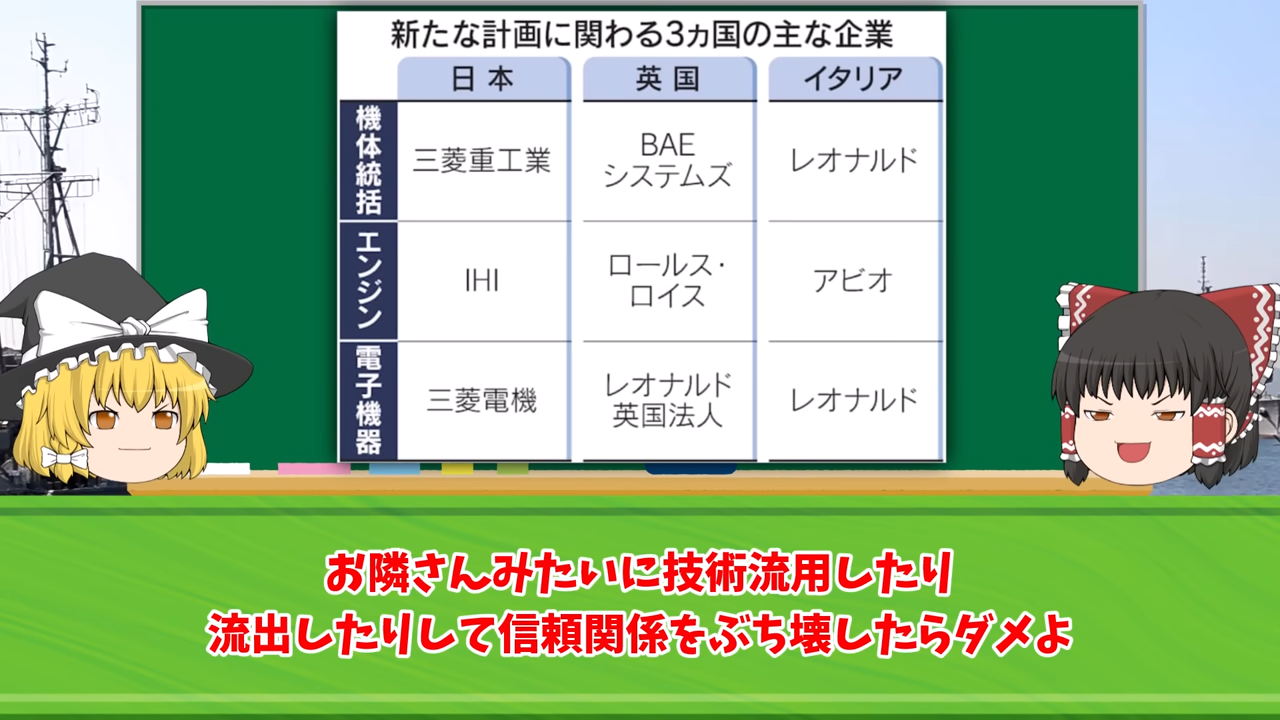 新たな計画に関わる3ヵ国の主な企業
日本 英国 イタリア
機体統括 三菱重工業 BAE システムズ レオナルド
エンジン IHI ロールス・ロイス アビオ
電子機器 三菱電機 レオナルド英国法人 レオナルド
お隣さんみたいに技術流用したり
流出したりして信頼関係をぶち壊したらダメよ